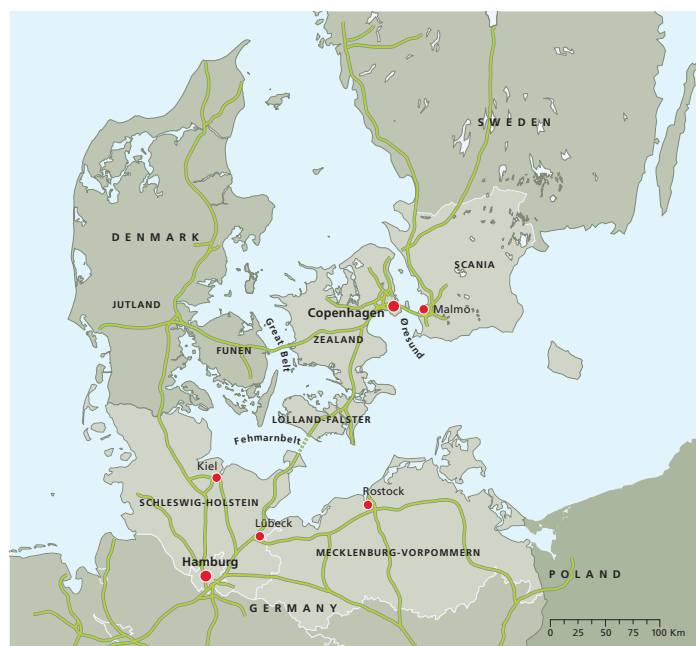 SWEDEN
DENMARK
SCANIA
JUTLAND
Copenhagen
Malmö
ZEALAND
Øresund
Great Belt
FUNEN
LOLLAND-FALSTER
Fehmarnbelt
Kiel
Rostock
SCHLESWIG-HOLSTEIN
Lübeck
MECKLENBURG-VORPOMMERN
Hamburg
POLAND
GERMANY
0 25 50 75 100 Km